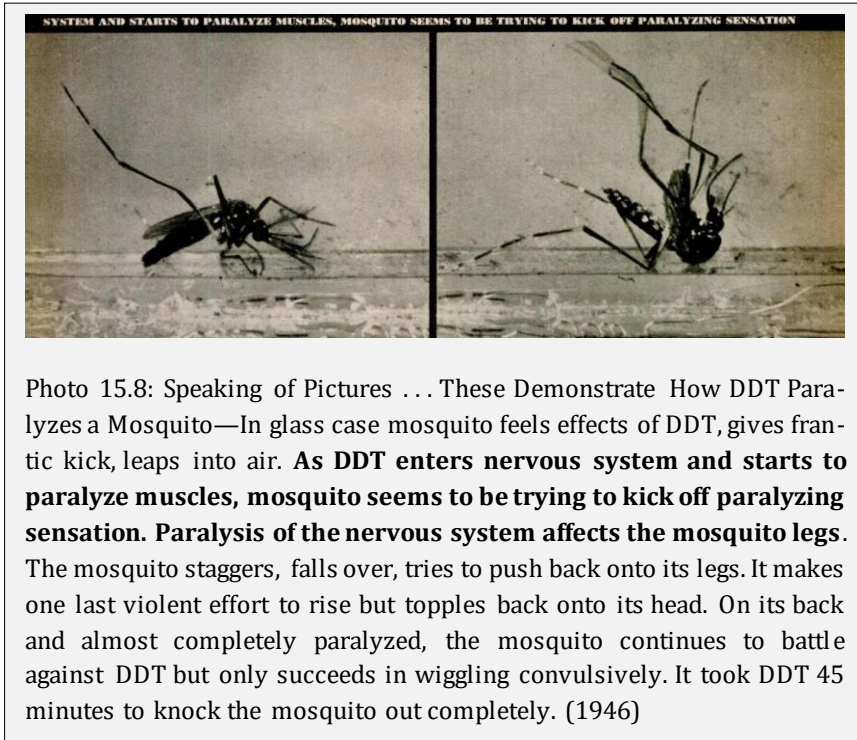 SYSTEM AND STARTS TO PARALYZE MUSCLES, MOSQUITO SEEMS TO BE TRYING TO KICK OFF PARALYZING SENSATION
Photo 15.8: Speaking of Pictures . . . These Demonstrate How DDT Para-
lyzes a Mosquito—In glass case mosquito feels effects of DDT, gives fran-
tic kick, leaps into air. As DDT enters nervous system and starts to
paralyze muscles, mosquito seems to be trying to kick off paralyzing
sensation. Paralysis of the nervous system affects the mosquito legs.
The mosquito staggers, falls over, tries to push back onto its legs. It makes
one last violent effort to rise but topples back onto its head. On its back
and almost completely paralyzed, the mosquito continues to battle
against DDT but only succeeds in wiggling convulsively. It took DDT 45
minutes to knock the mosquito out completely. (1946)